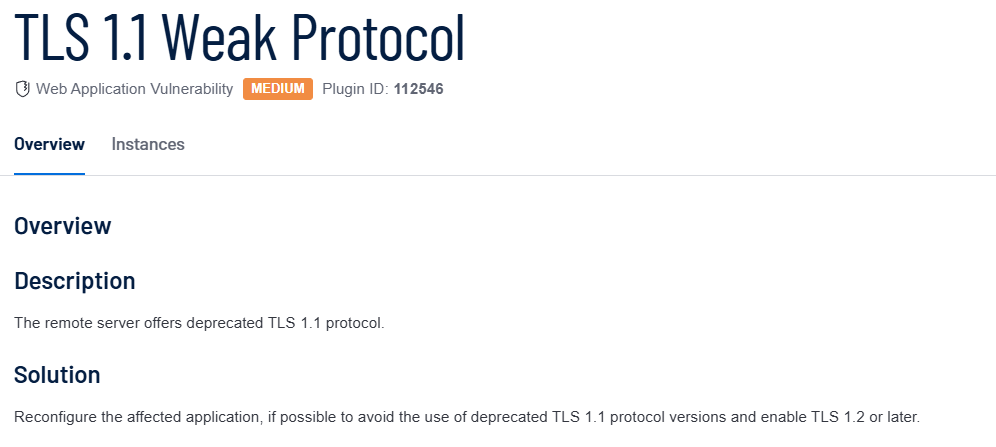 TLS 1.1 Weak Protocol
Web Application Vulnerability MEDIUM Plugin ID: 112546
Overview Instances
Overview
Description
The remote server offers deprecated TLS 1.1 protocol.
Solution
Reconfigure the affected application, if possible to avoid the use of deprecated TLS 1.1 protocol versions and enable TLS 1.2 or later.